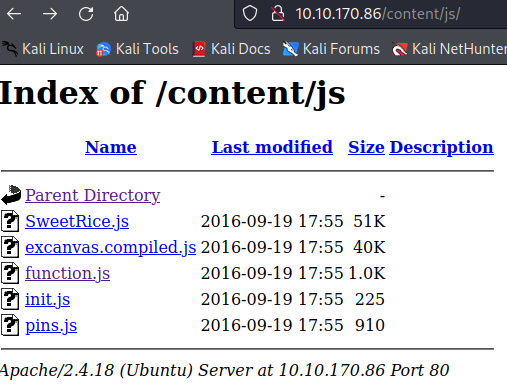 10.10.170.86/content/js/
Kali Linux Kali Tools Kali Docs Kali Forums Kali NetHunter
Index of /content/js
Name Last modified Size Description
Parent Directory -
SweetRice.js 2016-09-19 17:55 51K
excanvas.compiled.js 2016-09-19 17:55 40K
function.js 2016-09-19 17:55 1.0K
init.js 2016-09-19 17:55 225
pins.js 2016-09-19 17:55 910
Apache/2.4.18 (Ubuntu) Server at 10.10.170.86 Port 80